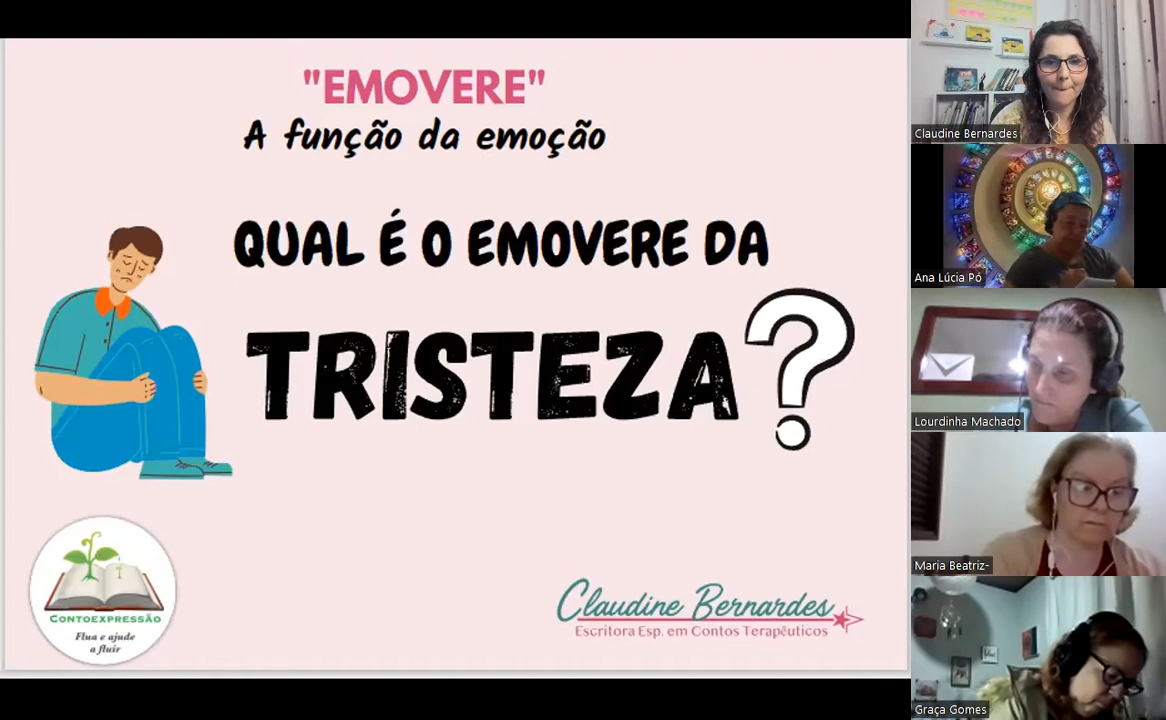 "EMOVERE"
A função da emoção
QUAL É O EMOVERE DA
TRISTEZA?
CONTOEXPRESSÃO
Flua e ajude
a fluir
Claudine Bernardes
Escritora Esp. em Contos Terapêuticos
Claudine Bernardes
Ana Lúcia Pó
Lourdinha Machado
Maria Beatriz-
Graça Gomes